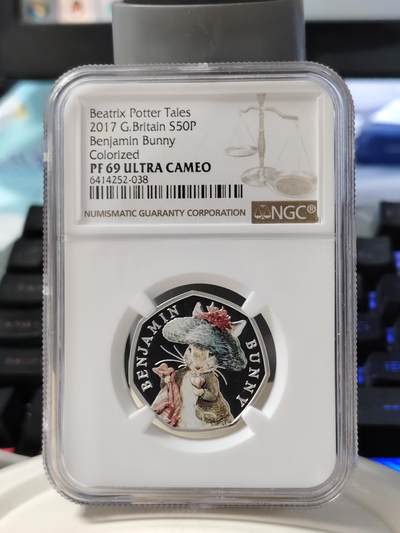 Beatrix Potter Tales
2017 G.Britain S50P
Benjamin Bunny
Colorized
PF 69 ULTRA CAMEO
6414252-038
NUMISMATIC GUARANTY CORPORATION
NGC®
BENJAMIN BUNNY